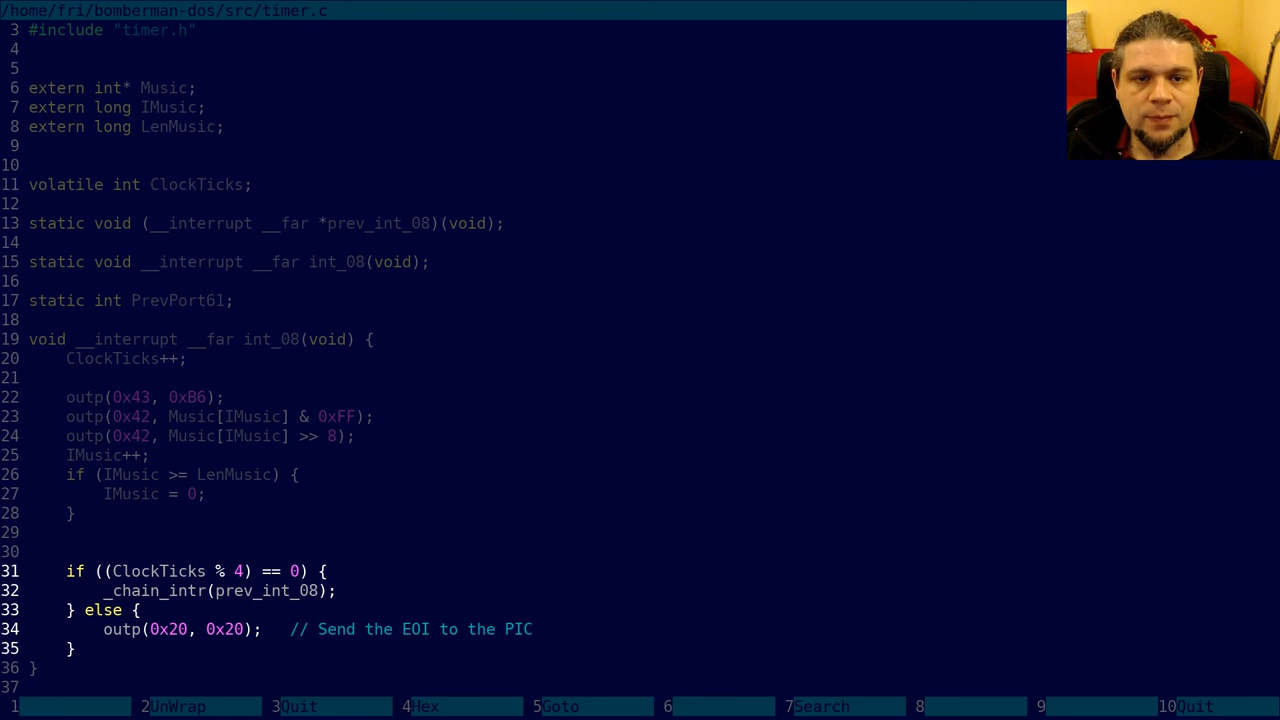 /home/fri/bomberman-dos/src/timer.c
3 #include "timer.h"
4
5
6 extern int* Music;
7 extern long IMusic;
8 extern long LenMusic;
9
10
11 volatile int ClockTicks;
12
13 static void (__interrupt __far *prev_int_08)(void);
14
15 static void __interrupt __far int_08(void);
16
17 static int PrevPort61;
18
19 void __interrupt __far int_08(void) {
20     ClockTicks++;
21
22     outp(0x43, 0xB6);
23     outp(0x42, Music[IMusic] & 0xFF);
24     outp(0x42, Music[IMusic] >> 8);
25     IMusic++;
26     if (IMusic >= LenMusic) {
27         IMusic = 0;
28     }
29
30
31     if ((ClockTicks % 4) == 0) {
32         _chain_intr(prev_int_08);
33     } else {
34         outp(0x20, 0x20);   // Send the EOI to the PIC
35     }
36 }
37
1 2UnWrap 3Quit 4Hex 5Goto 6 7Search 8 9 10Quit